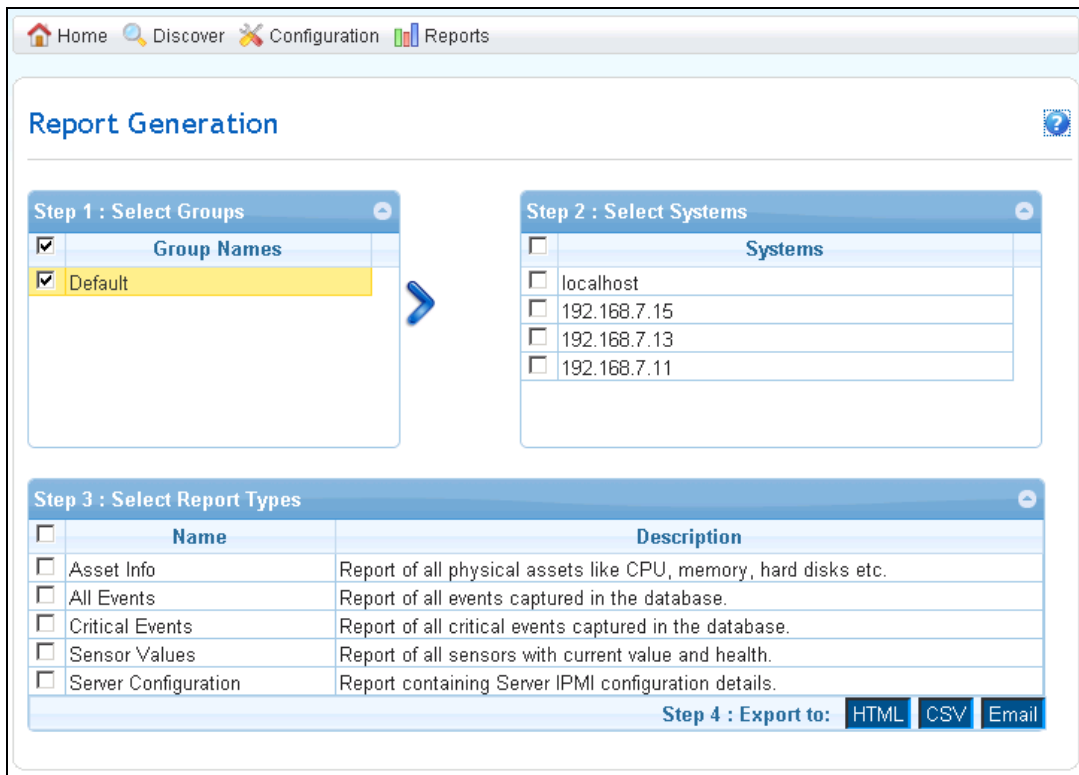 Home Discover Configuration Reports
Report Generation
?
Step 1 : Select Groups
Group Names
Default
Step 2 : Select Systems
Systems
localhost
192.168.7.15
192.168.7.13
192.168.7.11
Step 3 : Select Report Types
Name Description
Asset Info Report of all physical assets like CPU, memory, hard disks etc.
All Events Report of all events captured in the database.
Critical Events Report of all critical events captured in the database.
Sensor Values Report of all sensors with current value and health.
Server Configuration Report containing Server IPMI configuration details.
Step 4 : Export to: HTML CSV Email